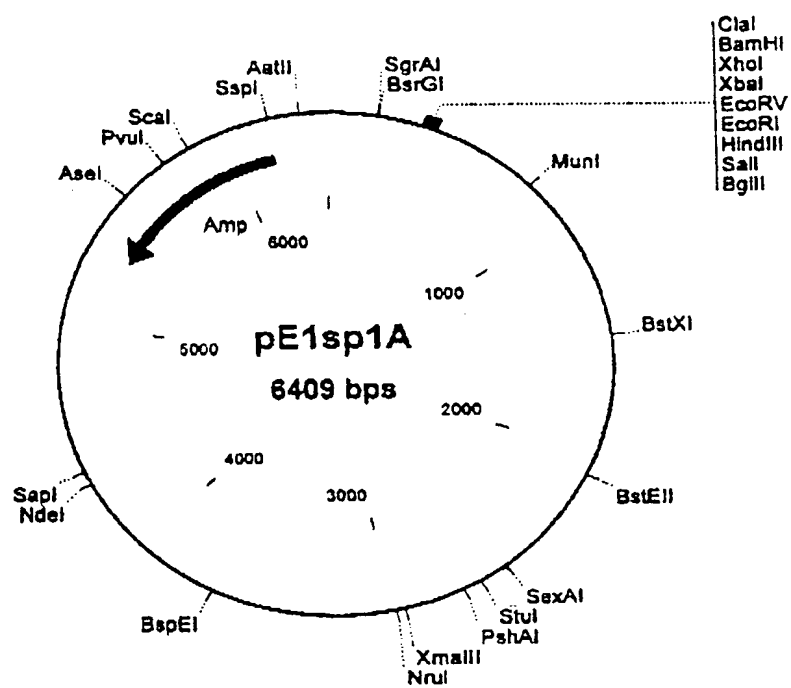 ClaI
BamHI
XhoI
XbaI
EcoRV
EcoRI
HindIII
SalI
BglII
SgrAI
BsrGI
AatII
SspI
ScaI
PvuI
AseI
MunI
Amp
6000
1000
BstXI
pE1sp1A
6409 bps
5000
2000
4000
3000
SapI
NdeI
BstEII
BspEI
SexAI
StuI
PshAI
XmaIII
NruI